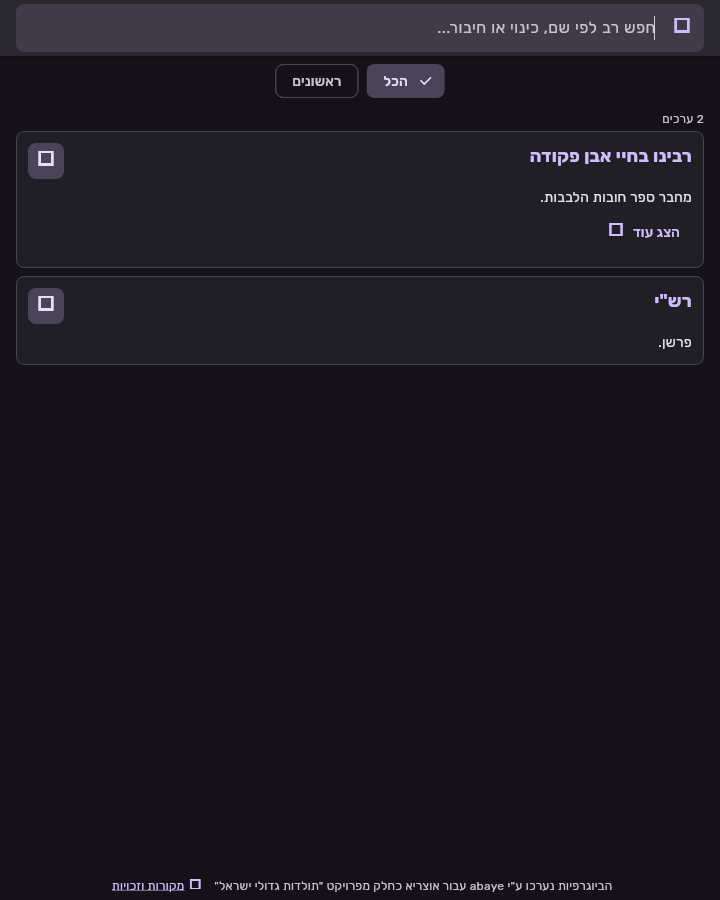 חפש רב לפי שם, כינוי או חיבור...
הכל
ראשונים
2 ערכים
רבינו בחיי אבן פקודה
מחבר ספר חובות הלבבות.
הצג עוד
רש"י
פרשן.
הביוגרפיות נערכו ע"י abaye עבור אוצריא כחלק מפרויקט "תולדות גדולי ישראל" מקורות וזכויות